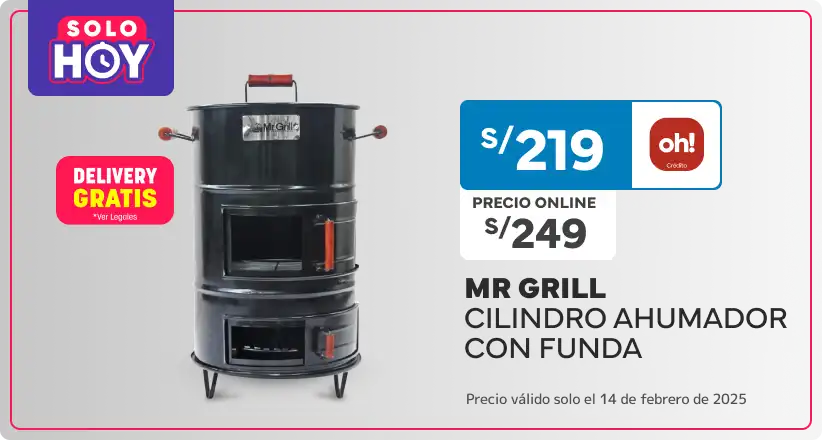 SOLO
HOY
Mr Grill
DELIVERY
GRATIS
*Ver Legales
S/219
oh!
Crédito
PRECIO ONLINE
S/249
MR GRILL
CILINDRO AHUMADOR
CON FUNDA
Precio válido solo el 14 de febrero de 2025